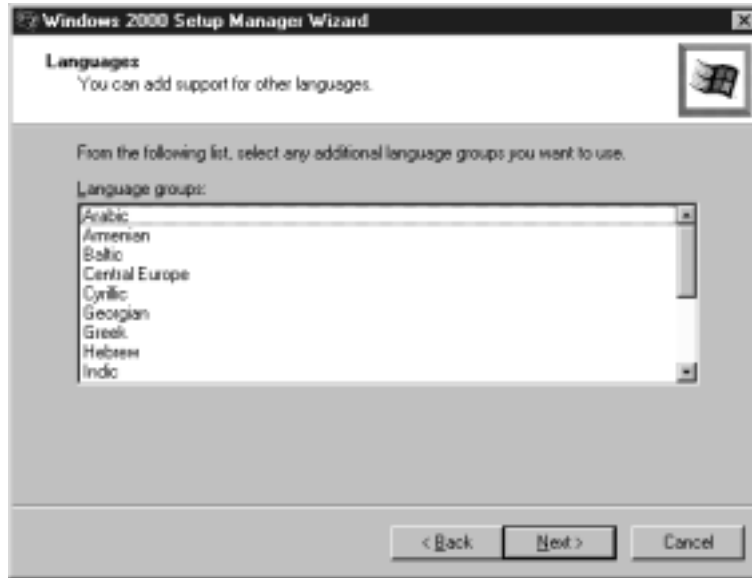 Windows 2000 Setup Manager Wizard
Languages
You can add support for other languages.
From the following list, select any additional language groups you want to use.
Language groups:
Arabic
Armenian
Baltic
Central Europe
Cyrillic
Georgian
Greek
Hebrew
Indic
< Back Next > Cancel